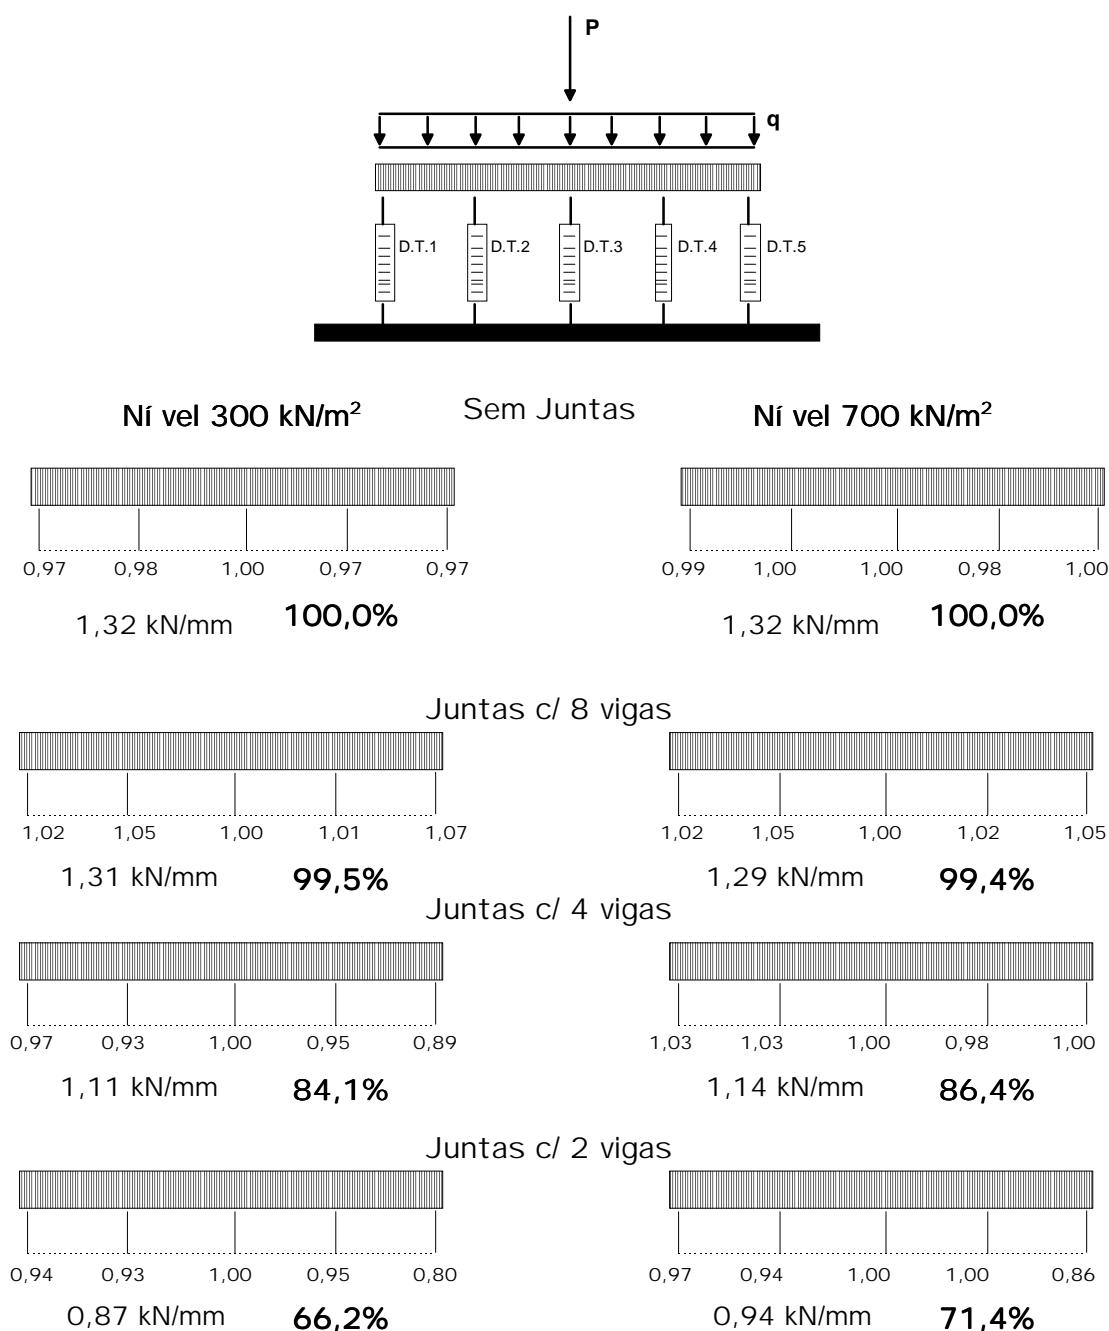 P
q
D.T.1 D.T.2 D.T.3 D.T.4 D.T.5
Ní vel 300 kN/m² Sem Juntas Ní vel 700 kN/m²
0,97 0,98 1,00 0,97 0,97 0,99 1,00 1,00 0,98 1,00
1,32 kN/mm 100,0% 1,32 kN/mm 100,0%
Juntas c/ 8 vigas
1,02 1,05 1,00 1,01 1,07 1,02 1,05 1,00 1,02 1,05
1,31 kN/mm 99,5% 1,29 kN/mm 99,4%
Juntas c/ 4 vigas
0,97 0,93 1,00 0,95 0,89 1,03 1,03 1,00 0,98 1,00
1,11 kN/mm 84,1% 1,14 kN/mm 86,4%
Juntas c/ 2 vigas
0,94 0,93 1,00 0,95 0,80 0,97 0,94 1,00 1,00 0,86
0,87 kN/mm 66,2% 0,94 kN/mm 71,4%